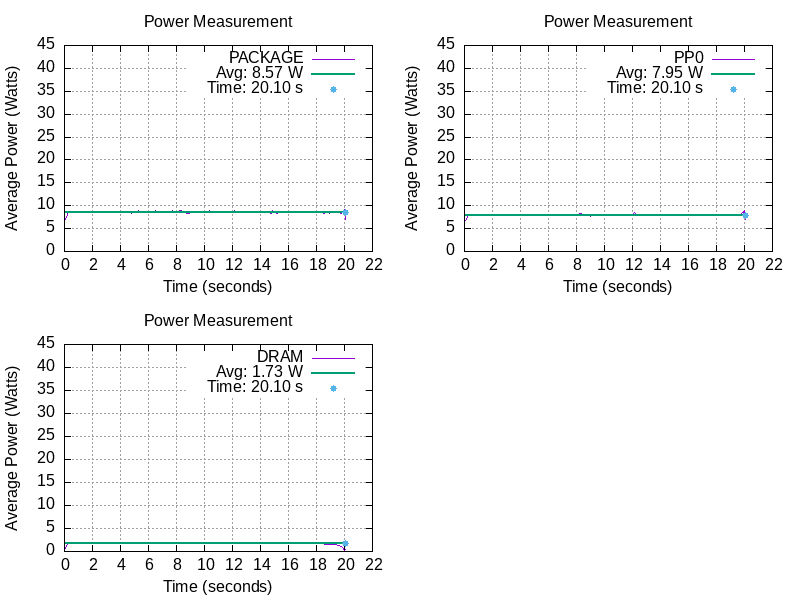 Power Measurement
Average Power (Watts)
45
40
35
30
25
20
15
10
5
0
PACKAGE
Avg: 8.57 W
Time: 20.10 s
0 2 4 6 8 10 12 14 16 18 20 22
Time (seconds)
Power Measurement
Average Power (Watts)
45
40
35
30
25
20
15
10
5
0
PP0
Avg: 7.95 W
Time: 20.10 s
0 2 4 6 8 10 12 14 16 18 20 22
Time (seconds)
Power Measurement
Average Power (Watts)
45
40
35
30
25
20
15
10
5
0
DRAM
Avg: 1.73 W
Time: 20.10 s
0 2 4 6 8 10 12 14 16 18 20 22
Time (seconds)